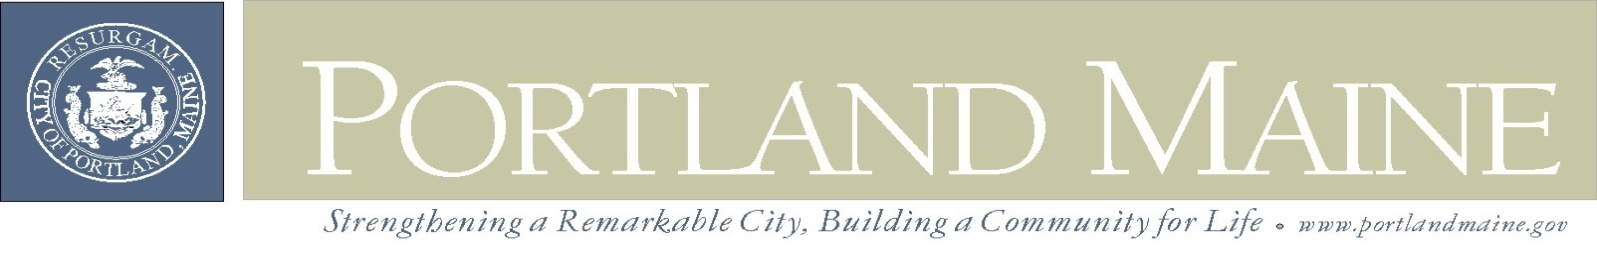 RESURGAM.
CITY OF PORTLAND, MAINE
PORTLAND MAINE
Strengthening a Remarkable City, Building a Community for Life • www.portlandmaine.gov